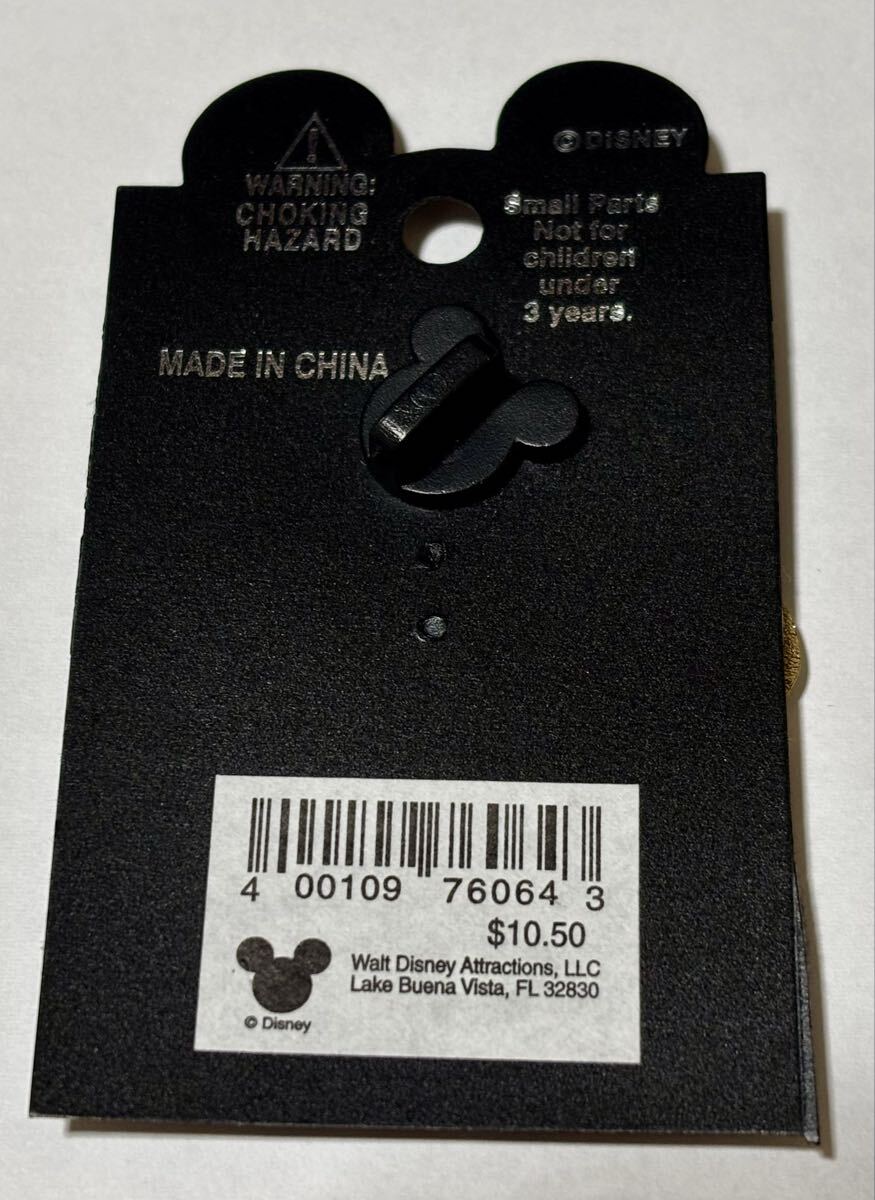 WARNING:
CHOKING
HAZARD
© DISNEY
Small Parts
Not for
children
under
3 years.
MADE IN CHINA
4 00109 76064 3
$10.50
Walt Disney Attractions, LLC
Lake Buena Vista, FL 32830
© Disney